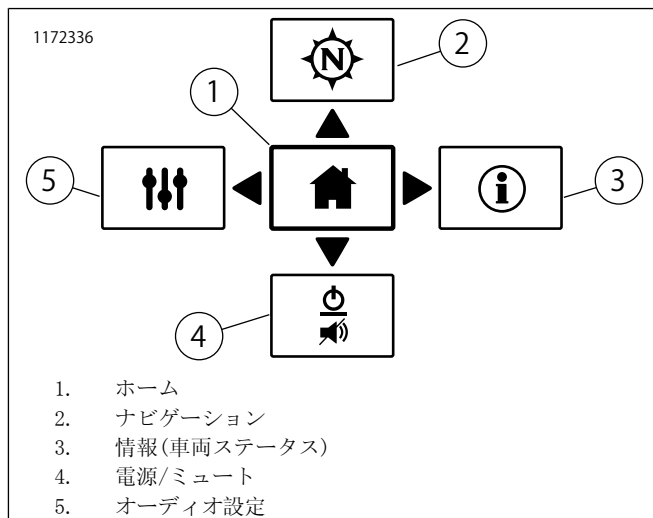 1172336
N
2
1
5
3
4
1. ホーム
2. ナビゲーション
3. 情報(車両ステータス)
4. 電源/ミュート
5. オーディオ設定